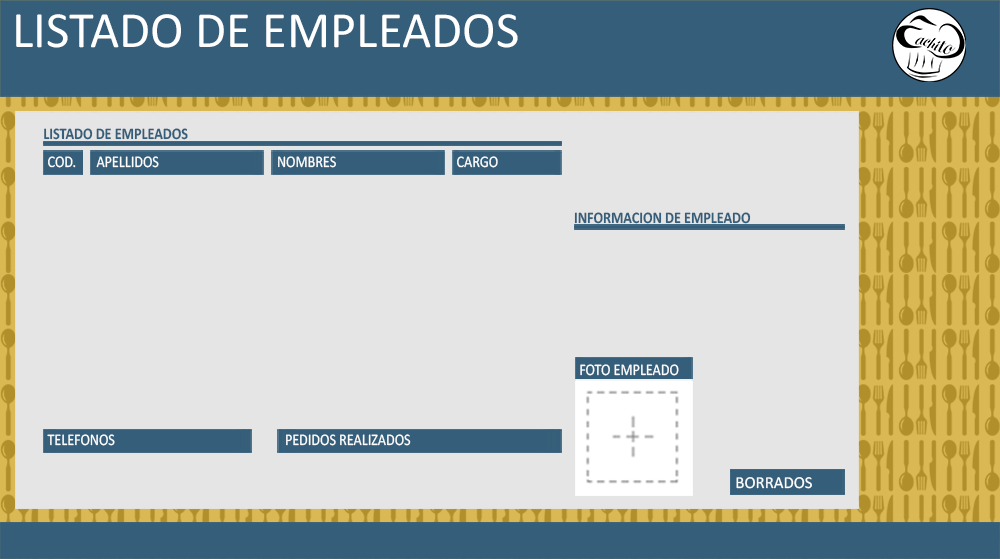 LISTADO DE EMPLEADOS
Cachito
LISTADO DE EMPLEADOS
COD. APELLIDOS NOMBRES CARGO
INFORMACION DE EMPLEADO
FOTO EMPLEADO
TELEFONOS PEDIDOS REALIZADOS
BORRADOS